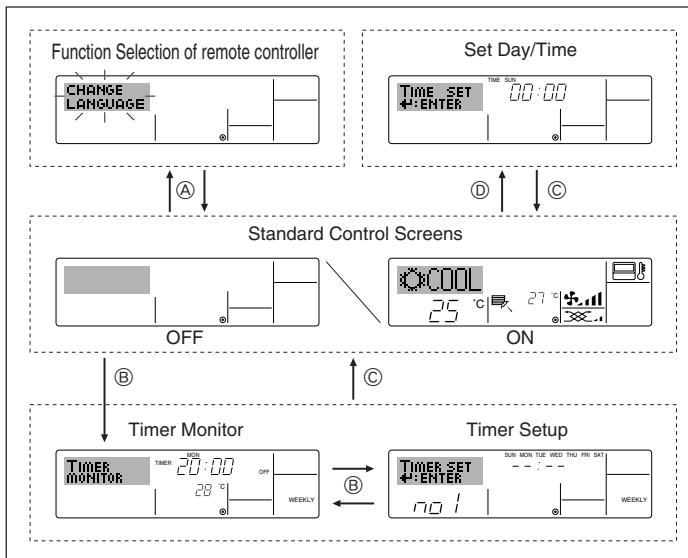 Function Selection of remote controller
CHANGE
LANGUAGE
Set Day/Time
TIME SUN
TIME SET
↵:ENTER
00:00
Ⓐ
Ⓓ
Ⓒ
Standard Control Screens
OFF
COOL
25 °C
27 °C
ON
Ⓑ
Ⓒ
Timer Monitor
TIMER
MONITOR
MON
TIMER 20:00 OFF
28 °C
WEEKLY
Ⓑ
Timer Setup
SUN MON TUE WED THU FRI SAT
TIMER SET
↵:ENTER
--:--
no 1
WEEKLY